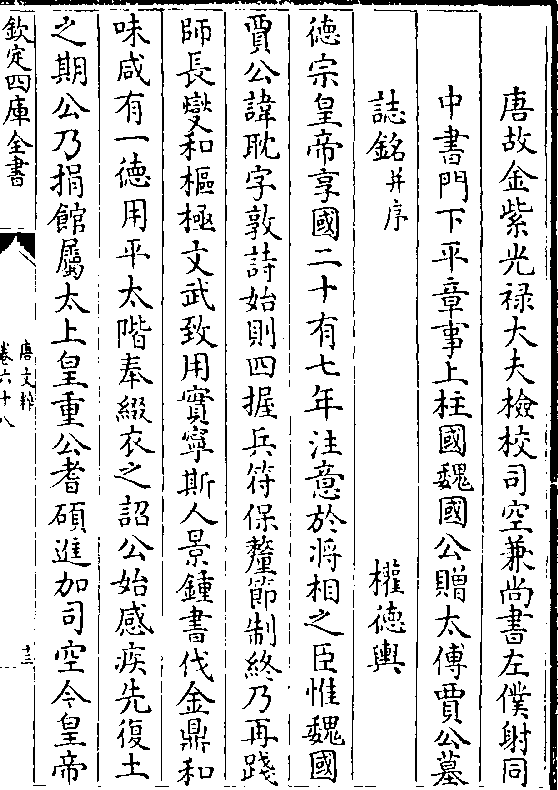 唐故金紫光祿大夫檢校司空兼尚書左僕射同
中書門下平章事上柱國魏國公贈太傅賈公墓
誌銘并序
權德輿
德宗皇帝享國二十有七年注意於將相之臣惟魏國
賈公諱耽字敦詩始則四握兵符保釐節制終乃再踐
師長燮和樞極文武致用實寧斯人景鍾書伐金鼎和
味咸有一德用平太階奉綴衣之詔公始感疾先復土
之期公乃捐館屬太上皇重公耆碩進加司空今皇帝
欽定四庫全書
唐文粹
卷六十八
十三